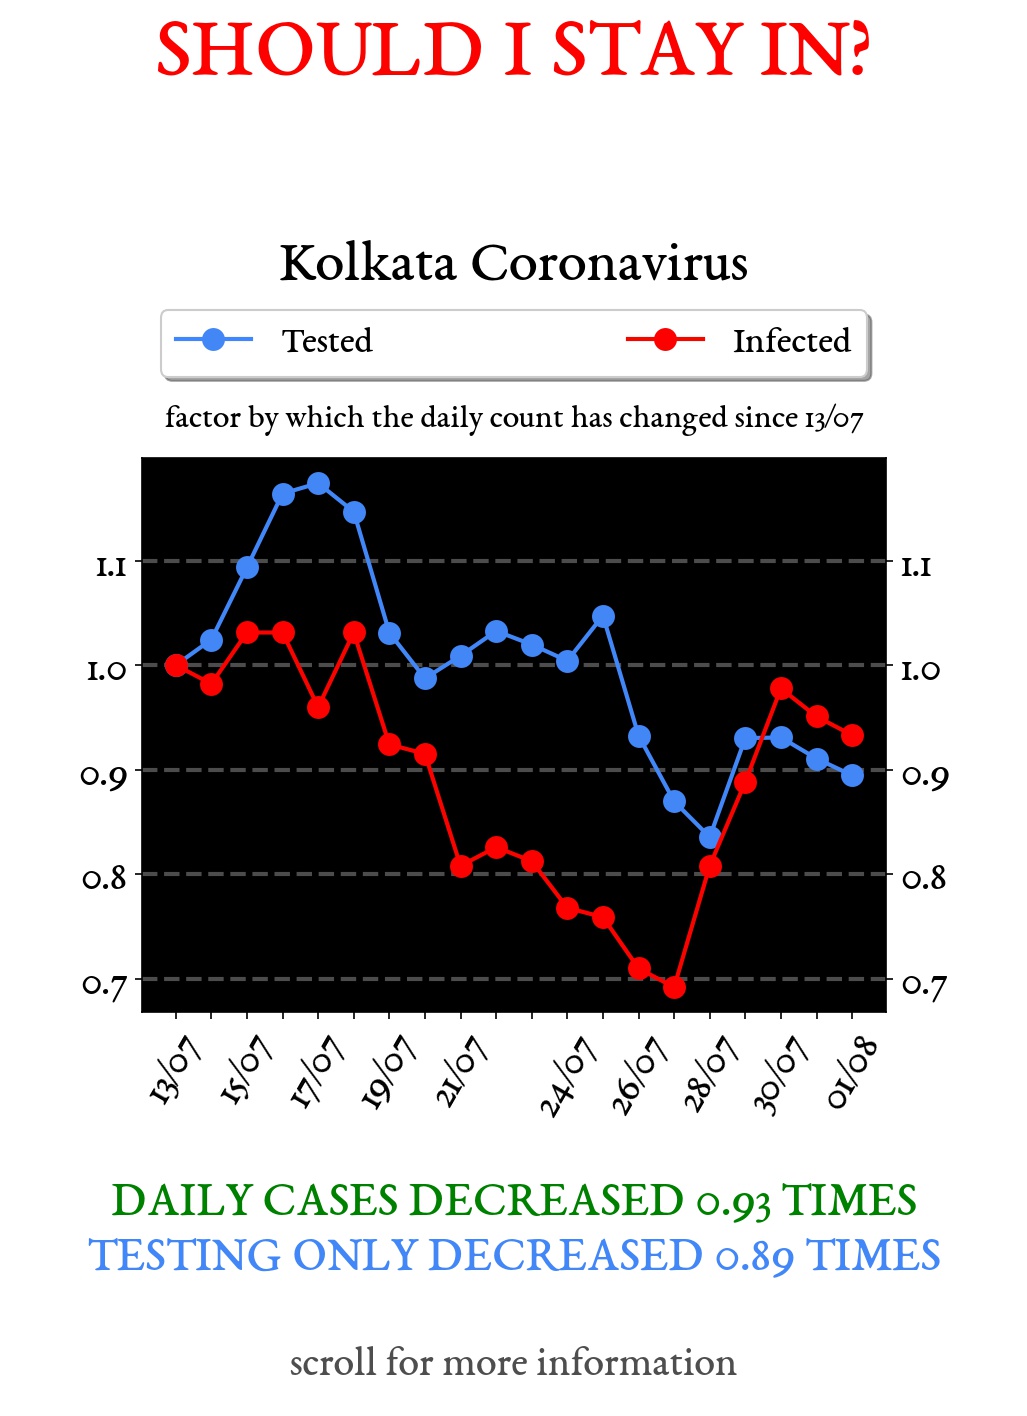 SHOULD I STAY IN?
Kolkata Coronavirus
Tested Infected
factor by which the daily count has changed since 13/07
1.1 1.1
1.0 1.0
0.9 0.9
0.8 0.8
0.7 0.7
13/07 15/07 17/07 19/07 21/07 24/07 26/07 28/07 30/07 01/08
DAILY CASES DECREASED 0.93 TIMES
TESTING ONLY DECREASED 0.89 TIMES
scroll for more information